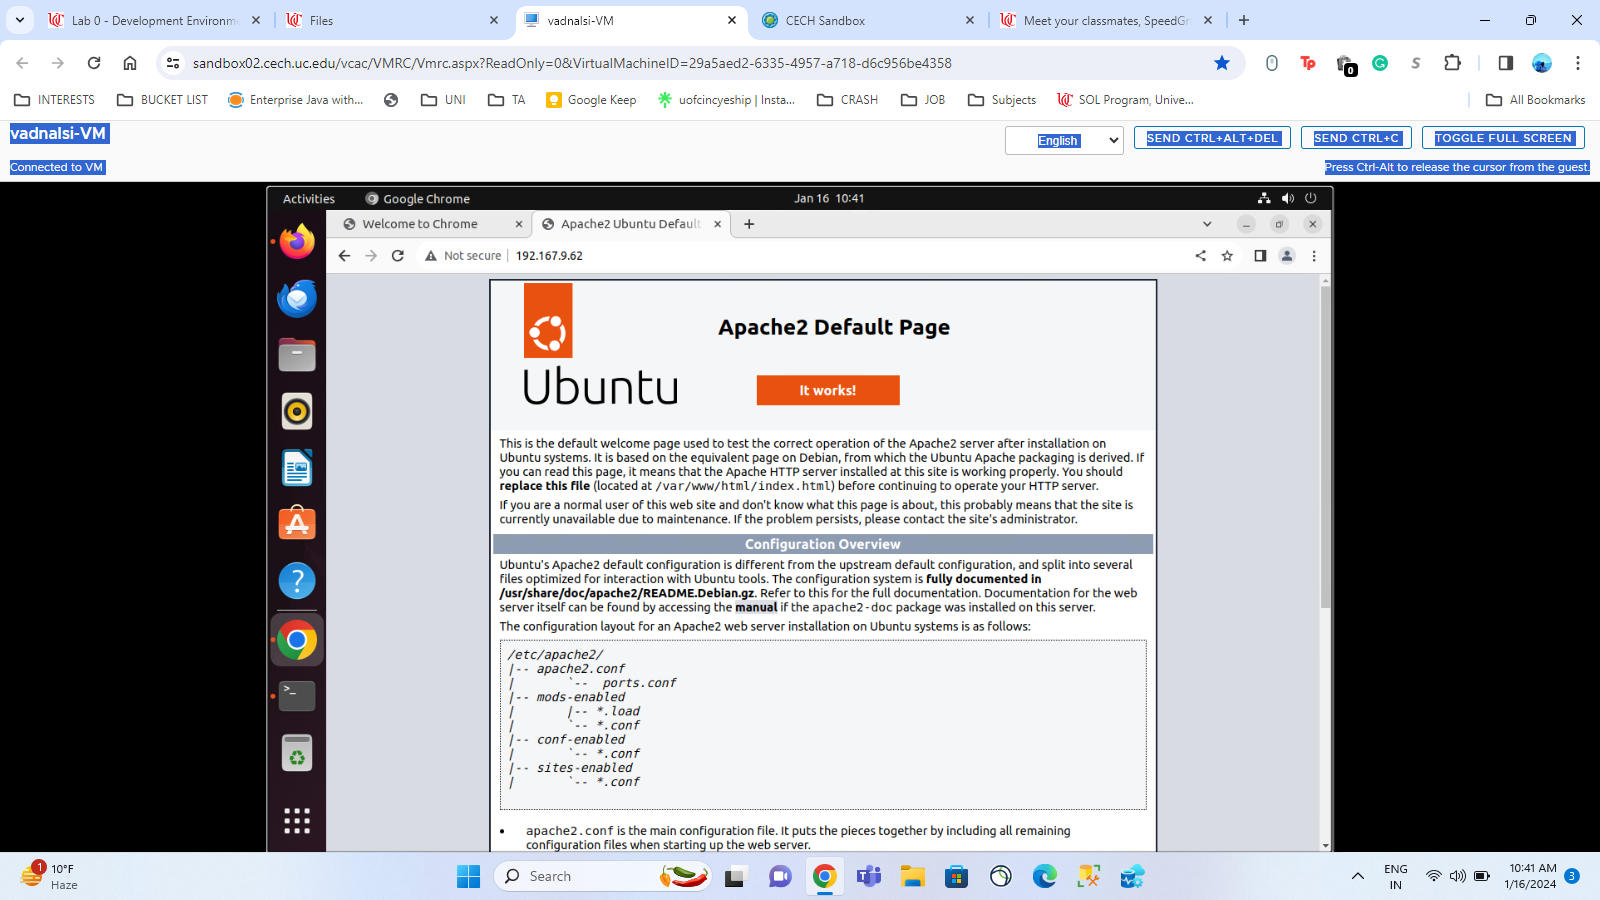 Lab 0 - Development Environm
Files
vadnalsi-VM
CECH Sandbox
Meet your classmates, SpeedGr
sandbox02.cech.uc.edu/vcac/VMRC/Vmrc.aspx?ReadOnly=0&VirtualMachineID=29a5aed2-6335-4957-a718-d6c956be4358
Tp
0
S
INTERESTS
BUCKET LIST
Enterprise Java with...
UNI
TA
Google Keep
uofcincyeship | Insta...
CRASH
JOB
Subjects
SOL Program, Unive...
All Bookmarks
vadnalsi-VM
English
SEND CTRL+ALT+DEL
SEND CTRL+C
TOGGLE FULL SCREEN
Connected to VM
Press Ctrl-Alt to release the cursor from the guest.
Activities
Google Chrome
Jan 16 10:41
Welcome to Chrome
Apache2 Ubuntu Default
Not secure
192.167.9.62
Apache2 Default Page
Ubuntu
It works!
This is the default welcome page used to test the correct operation of the Apache2 server after installation on
Ubuntu systems. It is based on the equivalent page on Debian, from which the Ubuntu Apache packaging is derived. If
you can read this page, it means that the Apache HTTP server installed at this site is working properly. You should
replace this file (located at /var/www/html/index.html) before continuing to operate your HTTP server.
If you are a normal user of this web site and don't know what this page is about, this probably means that the site is
currently unavailable due to maintenance. If the problem persists, please contact the site's administrator.
Configuration Overview
Ubuntu's Apache2 default configuration is different from the upstream default configuration, and split into several
files optimized for interaction with Ubuntu tools. The configuration system is fully documented in
/usr/share/doc/apache2/README.Debian.gz. Refer to this for the full documentation. Documentation for the web
server itself can be found by accessing the manual if the apache2-doc package was installed on this server.
The configuration layout for an Apache2 web server installation on Ubuntu systems is as follows:
/etc/apache2/
|-- apache2.conf
|       `--  ports.conf
|-- mods-enabled
|       |-- *.load
|       `-- *.conf
|-- conf-enabled
|       `-- *.conf
|-- sites-enabled
|       `-- *.conf
• apache2.conf is the main configuration file. It puts the pieces together by including all remaining
configuration files when starting up the web server.
1
10°F
Haze
Search
ENG
IN
10:41 AM
1/16/2024
3